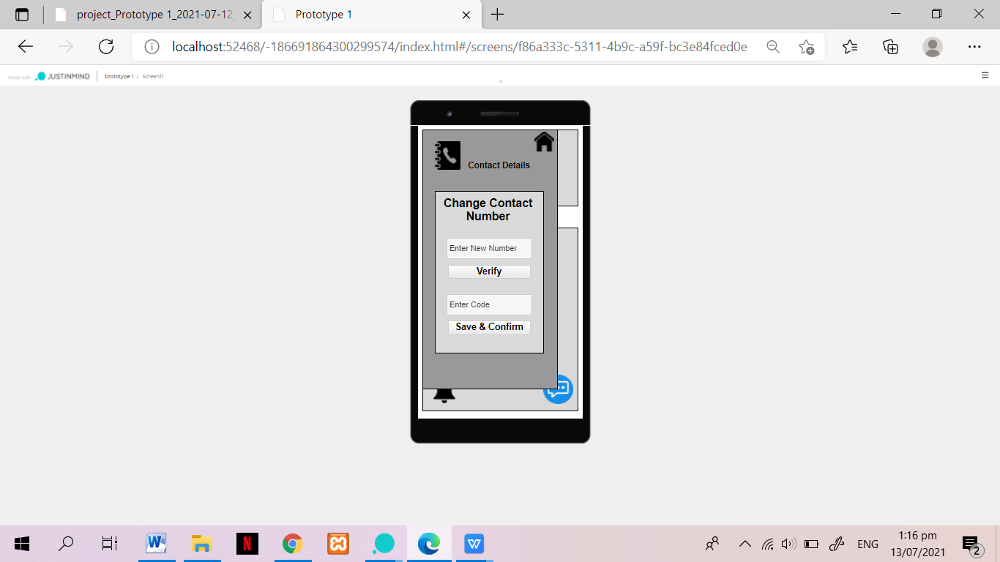 project_Prototype 1_2021-07-12_
Prototype 1
localhost:52468/-186691864300299574/index.html#/screens/f86a333c-5311-4b9c-a59f-bc3e84fced0e
Made with JUSTINMIND Prototype 1 / Screen11
Contact Details
Change Contact
Number
Enter New Number
Verify
Enter Code
Save & Confirm
ENG
1:16 pm
13/07/2021
2